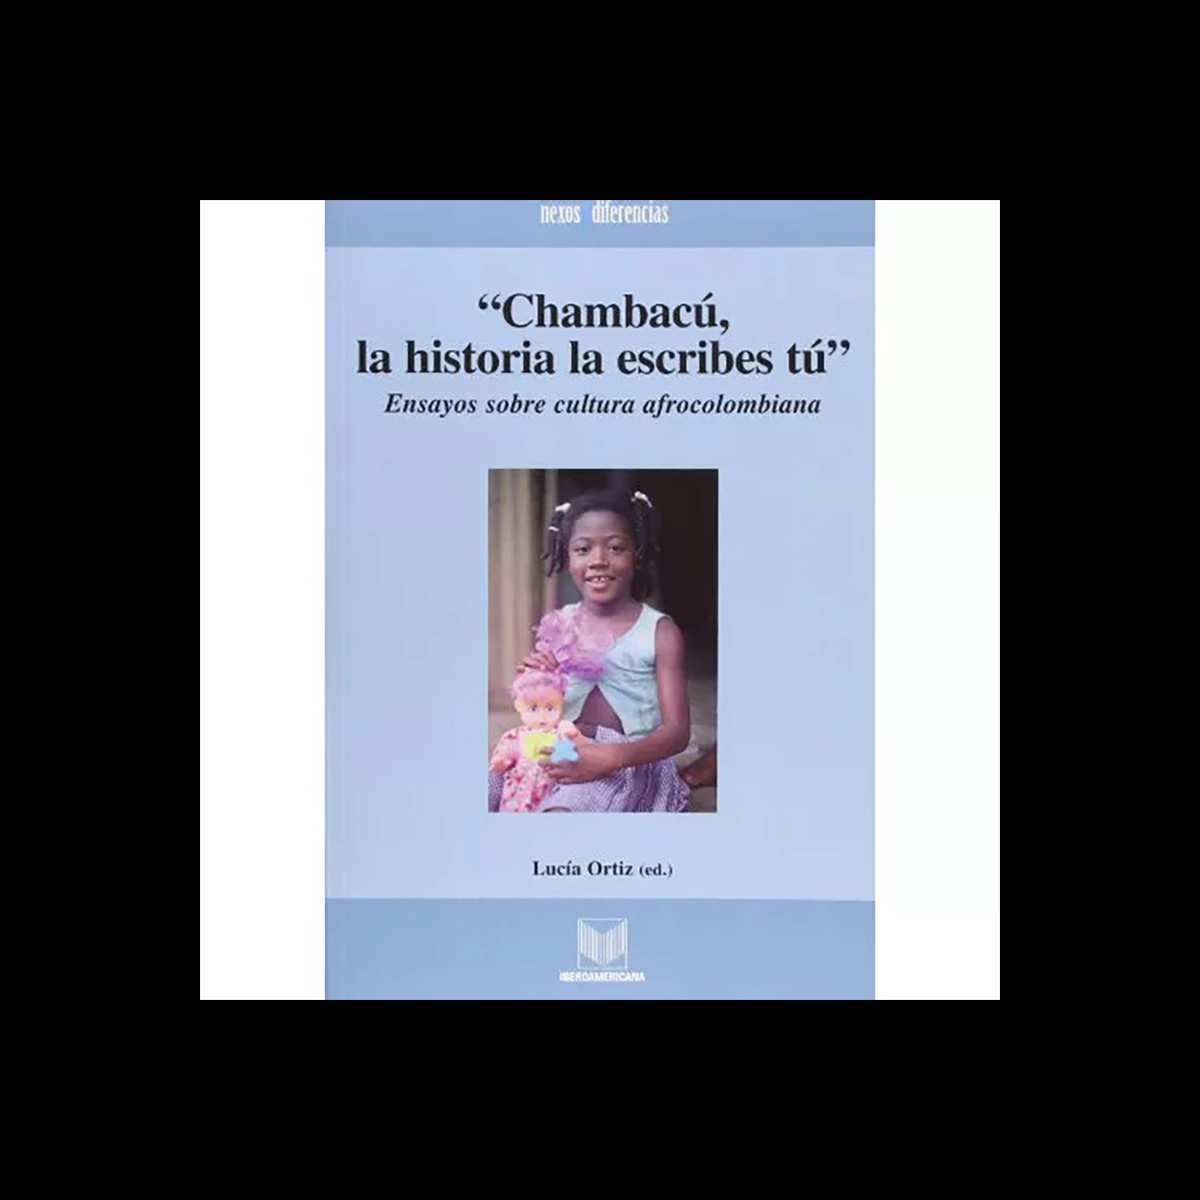 nexos diferencias
“Chambacú,
la historia la escribes tú”
Ensayos sobre cultura afrocolombiana
Lucía Ortiz (ed.)
IBEROAMERICANA